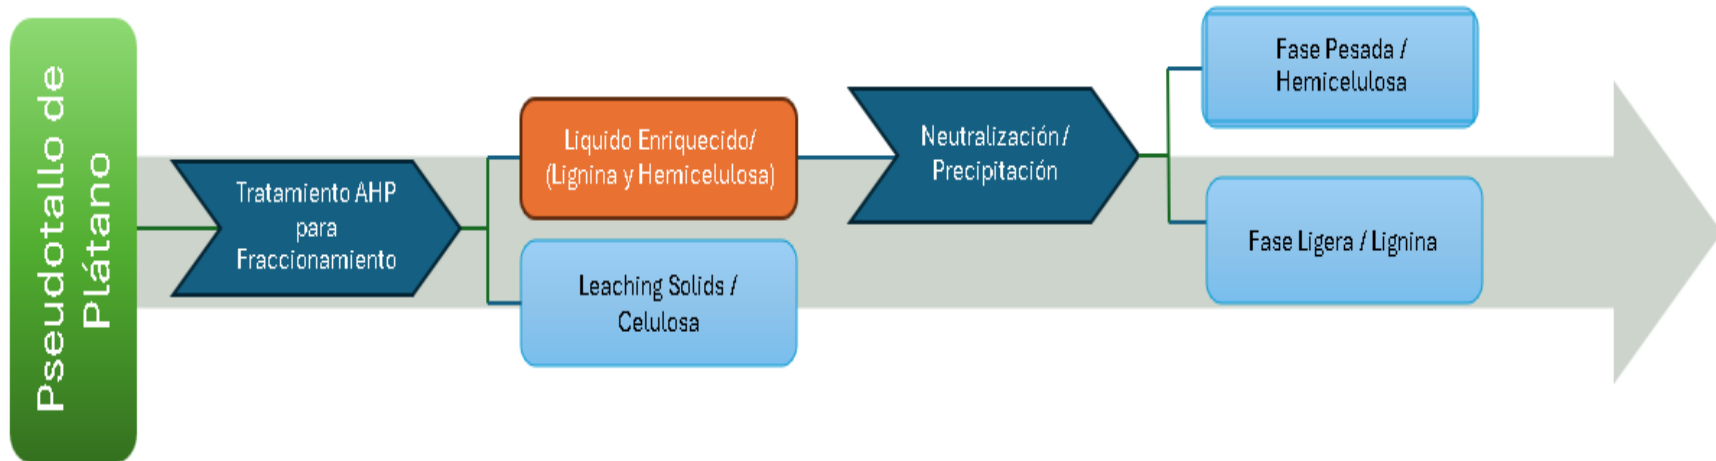 Pseudotallo de
Plátano
Tratamiento AHP
para
Fraccionamiento
Liquido Enriquecido/
(Lignina y Hemicelulosa)
Leaching Solids /
Celulosa
Neutralización /
Precipitación
Fase Pesada /
Hemicelulosa
Fase Ligera / Lignina